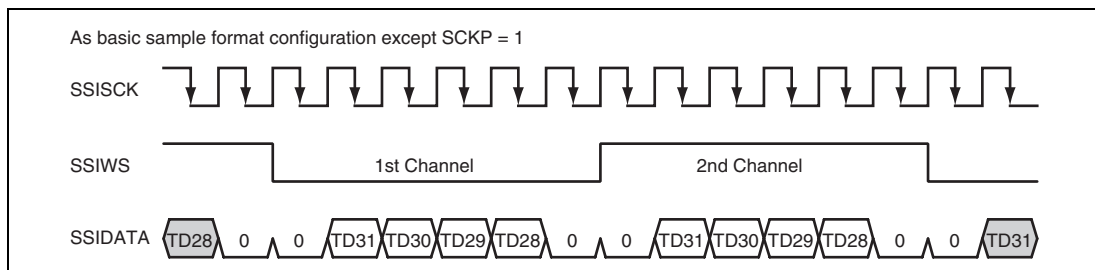 As basic sample format configuration except SCKP = 1
SSISCK
SSIWS 1st Channel 2nd Channel
SSIDATA TD28 0 0 TD31 TD30 TD29 TD28 0 0 TD31 TD30 TD29 TD28 0 0 TD31